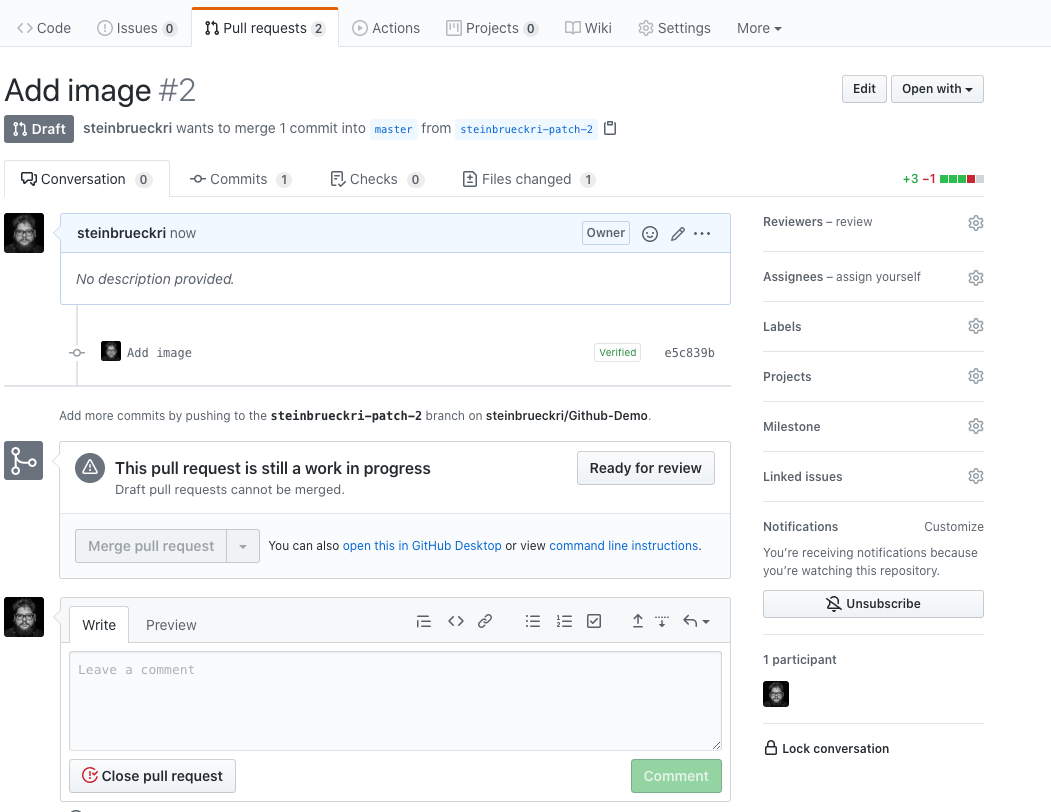 Code Issues 0 Pull requests 2 Actions Projects 0 Wiki Settings More
Add image #2
Edit Open with
Draft steinbrueckri wants to merge 1 commit into master from steinbrueckri-patch-2
Conversation 0 Commits 1 Checks 0 Files changed 1 +3 −1
steinbrueckri now Owner
No description provided.
Add image Verified e5c839b
Add more commits by pushing to the steinbrueckri-patch-2 branch on steinbrueckri/Github-Demo.
This pull request is still a work in progress
Draft pull requests cannot be merged.
Ready for review
Merge pull request You can also open this in GitHub Desktop or view command line instructions.
Write Preview
Leave a comment
Close pull request Comment
Reviewers – review
Assignees – assign yourself
Labels
Projects
Milestone
Linked issues
Notifications Customize
You’re receiving notifications because
you’re watching this repository.
Unsubscribe
1 participant
Lock conversation